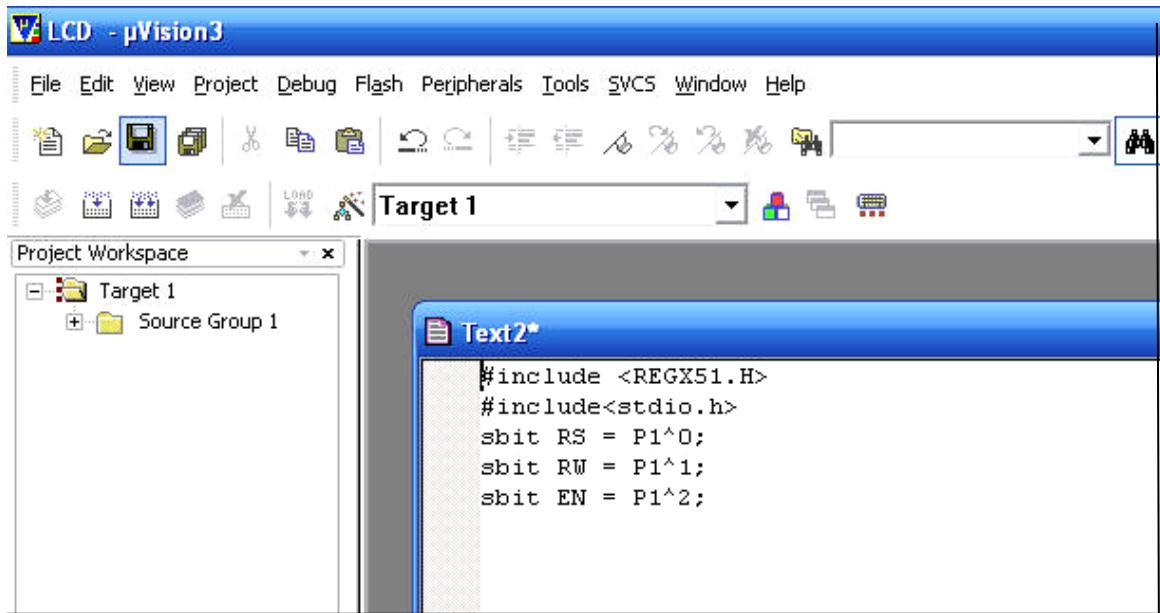 LCD - µVision3
File Edit View Project Debug Flash Peripherals Tools SVCS Window Help
LOAD
Target 1
Project Workspace
Target 1
Source Group 1
Text2*
#include <REGX51.H>
#include<stdio.h>
sbit RS = P1^0;
sbit RW = P1^1;
sbit EN = P1^2;